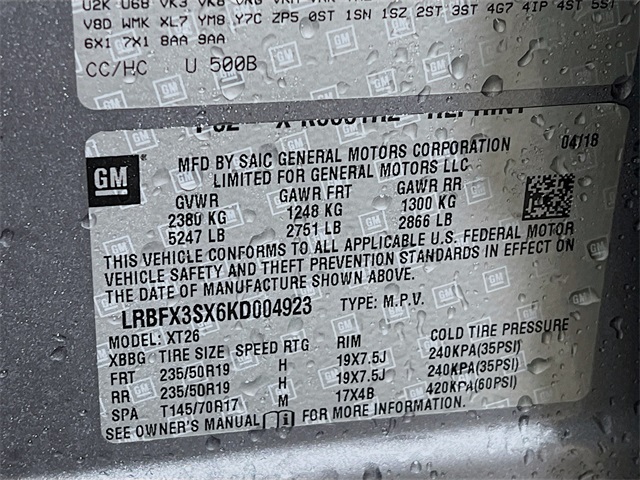 V8D WMK XL7 YM8 Y7C ZP5 0ST 1SN 1SZ 2ST 3ST 4G7 4IP 4ST 5ST
6X1 7X1 8AA 9AA
CC/HC U 500B
GM
MFD BY SAIC GENERAL MOTORS CORPORATION 04/18
LIMITED FOR GENERAL MOTORS LLC
GVWR GAWR FRT GAWR RR
2380 KG 1248 KG 1300 KG
5247 LB 2751 LB 2866 LB
THIS VEHICLE CONFORMS TO ALL APPLICABLE U.S. FEDERAL MOTOR
VEHICLE SAFETY AND THEFT PREVENTION STANDARDS IN EFFECT ON
THE DATE OF MANUFACTURE SHOWN ABOVE.
LRBFX3SX6KD004923 TYPE: M.P.V.
MODEL: XT26
XBBG TIRE SIZE SPEED RTG RIM COLD TIRE PRESSURE
FRT 235/50R19 H 19X7.5J 240KPA(35PSI)
RR 235/50R19 H 19X7.5J 240KPA(35PSI)
SPA T145/70R17 M 17X4B 420KPA(60PSI)
SEE OWNER'S MANUAL FOR MORE INFORMATION.